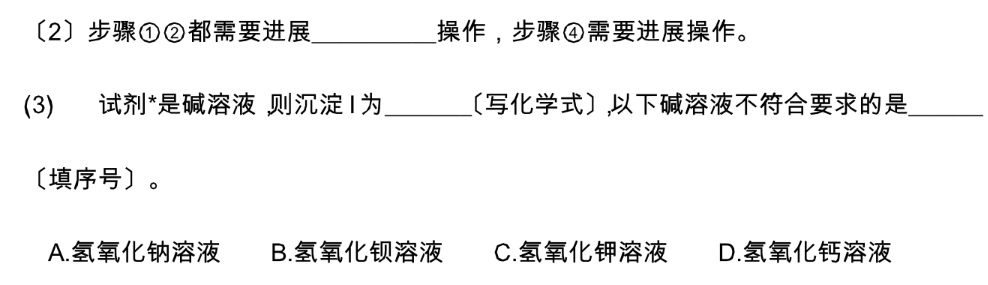 〔2〕步骤①②都需要进展__________操作，步骤④需要进展操作。
(3) 试剂*是碱溶液,则沉淀 I 为_______〔写化学式〕,以下碱溶液不符合要求的是______
〔填序号〕。
A.氢氧化钠溶液 B.氢氧化钡溶液 C.氢氧化钾溶液 D.氢氧化钙溶液